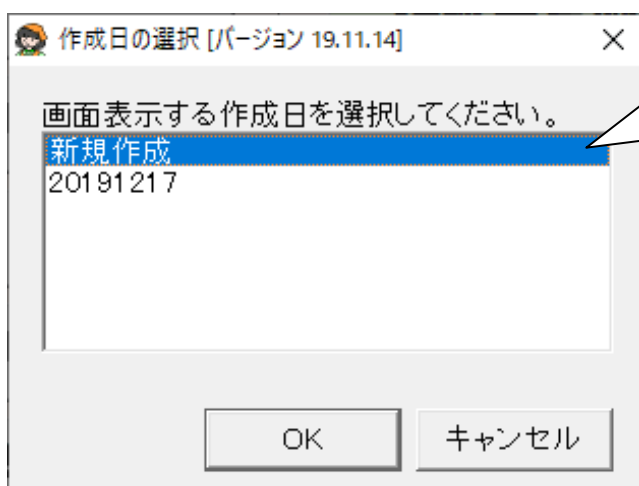 作成日の選択 [バージョン 19.11.14]
画面表示する作成日を選択してください。
新規作成
20191217
OK
キャンセル